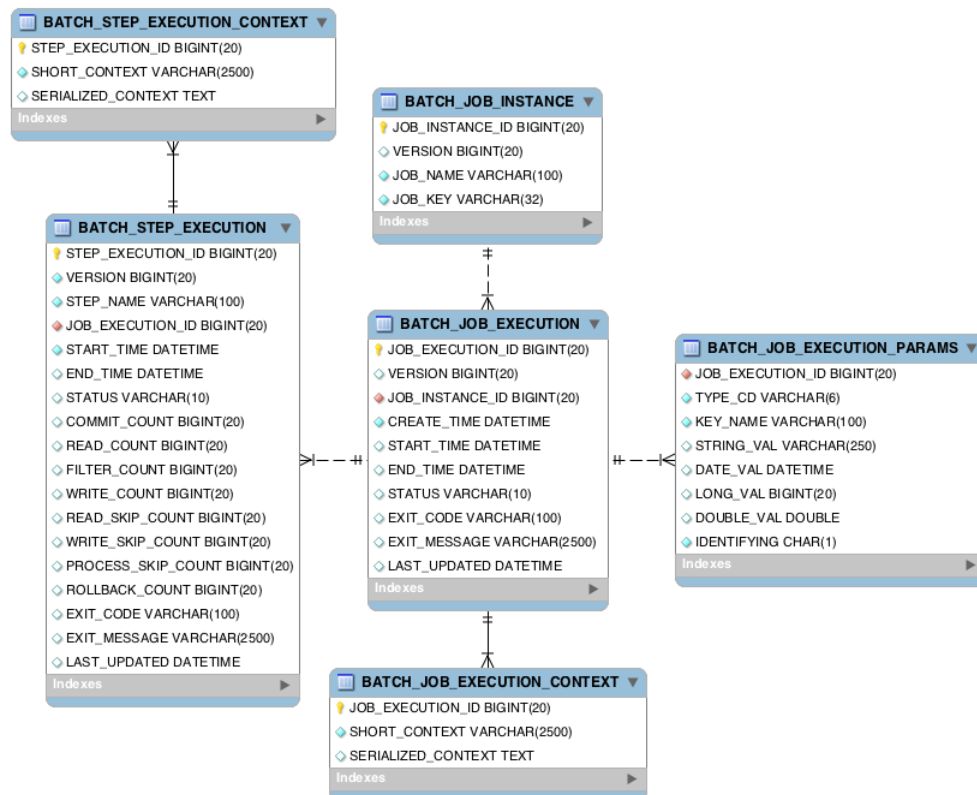 BATCH_STEP_EXECUTION_CONTEXT
STEP_EXECUTION_ID BIGINT(20)
SHORT_CONTEXT VARCHAR(2500)
SERIALIZED_CONTEXT TEXT
Indexes
BATCH_JOB_INSTANCE
JOB_INSTANCE_ID BIGINT(20)
VERSION BIGINT(20)
JOB_NAME VARCHAR(100)
JOB_KEY VARCHAR(32)
Indexes
BATCH_STEP_EXECUTION
STEP_EXECUTION_ID BIGINT(20)
VERSION BIGINT(20)
STEP_NAME VARCHAR(100)
JOB_EXECUTION_ID BIGINT(20)
START_TIME DATETIME
END_TIME DATETIME
STATUS VARCHAR(10)
COMMIT_COUNT BIGINT(20)
READ_COUNT BIGINT(20)
FILTER_COUNT BIGINT(20)
WRITE_COUNT BIGINT(20)
READ_SKIP_COUNT BIGINT(20)
WRITE_SKIP_COUNT BIGINT(20)
PROCESS_SKIP_COUNT BIGINT(20)
ROLLBACK_COUNT BIGINT(20)
EXIT_CODE VARCHAR(100)
EXIT_MESSAGE VARCHAR(2500)
LAST_UPDATED DATETIME
Indexes
BATCH_JOB_EXECUTION
JOB_EXECUTION_ID BIGINT(20)
VERSION BIGINT(20)
JOB_INSTANCE_ID BIGINT(20)
CREATE_TIME DATETIME
START_TIME DATETIME
END_TIME DATETIME
STATUS VARCHAR(10)
EXIT_CODE VARCHAR(100)
EXIT_MESSAGE VARCHAR(2500)
LAST_UPDATED DATETIME
Indexes
BATCH_JOB_EXECUTION_PARAMS
JOB_EXECUTION_ID BIGINT(20)
TYPE_CD VARCHAR(6)
KEY_NAME VARCHAR(100)
STRING_VAL VARCHAR(250)
DATE_VAL DATETIME
LONG_VAL BIGINT(20)
DOUBLE_VAL DOUBLE
IDENTIFYING CHAR(1)
Indexes
BATCH_JOB_EXECUTION_CONTEXT
JOB_EXECUTION_ID BIGINT(20)
SHORT_CONTEXT VARCHAR(2500)
SERIALIZED_CONTEXT TEXT
Indexes